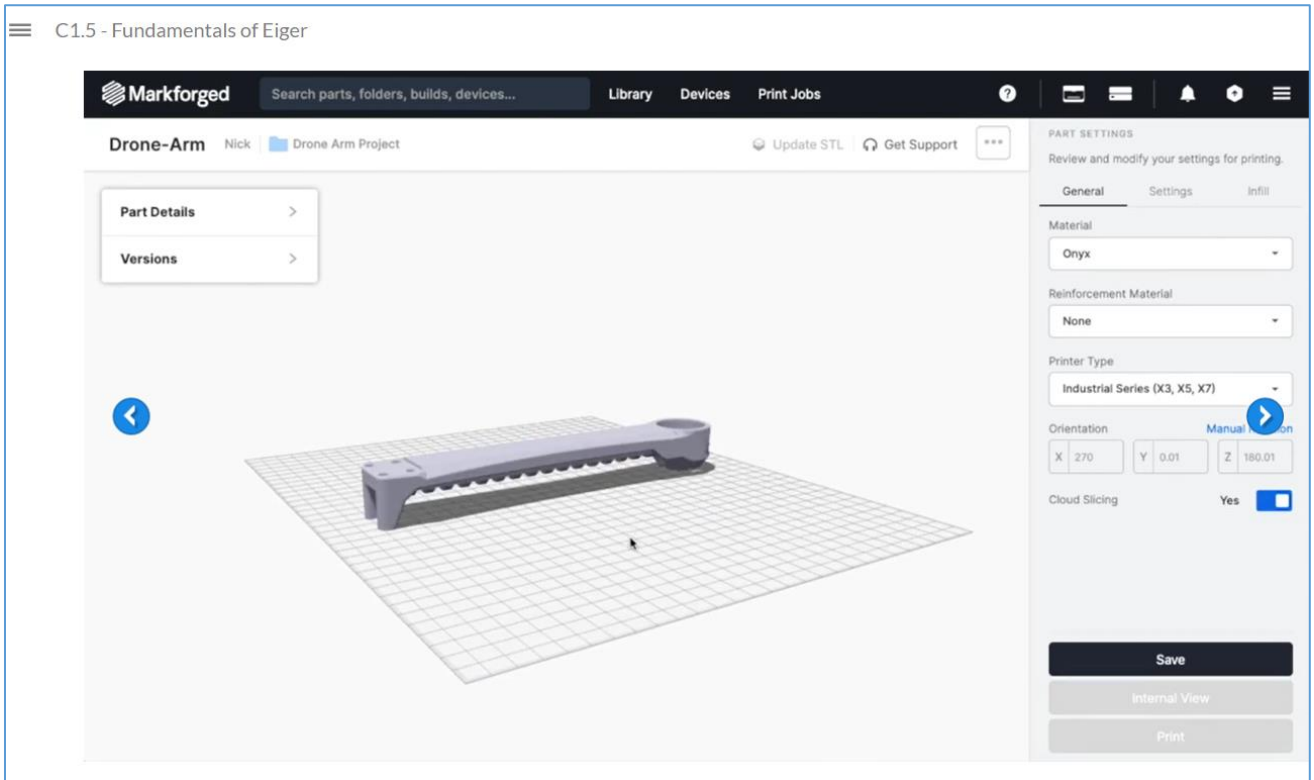 C1.5 - Fundamentals of Eiger
Markforged Search parts, folders, builds, devices... Library Devices Print Jobs
Drone-Arm Nick Drone Arm Project Update STL Get Support
Part Details
Versions
PART SETTINGS
Review and modify your settings for printing.
General Settings Infill
Material
Onyx
Reinforcement Material
None
Printer Type
Industrial Series (X3, X5, X7)
Orientation Manual
X 270 Y 0.01 Z 180.01
Cloud Slicing Yes
Save
Internal View
Print